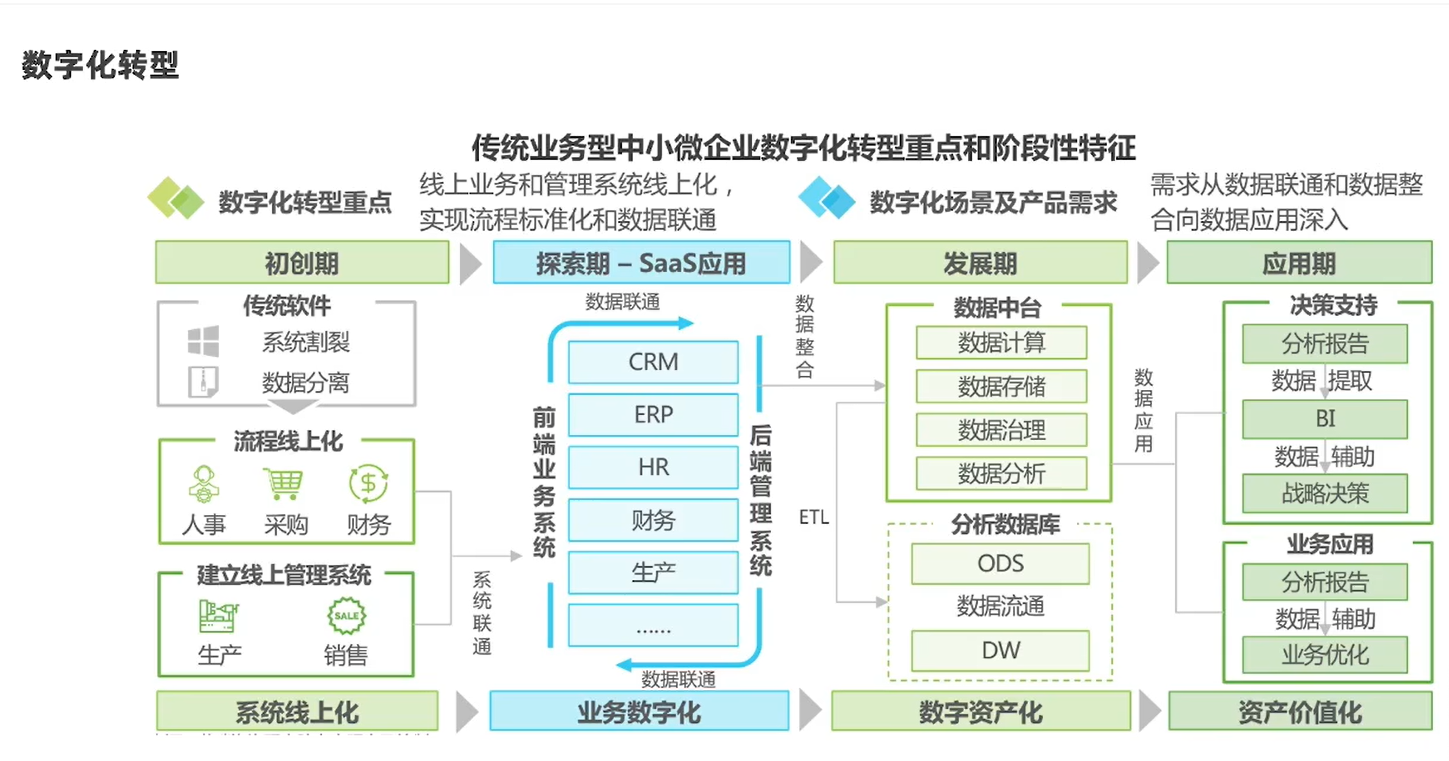 数字化转型
传统业务型中小微企业数字化转型重点和阶段性特征
数字化转型重点
线上业务和管理系统线上化，
实现流程标准化和数据联通
数字化场景及产品需求
需求从数据联通和数据整
合向数据应用深入
初创期
探索期 – SaaS应用
发展期
应用期
传统软件
系统割裂
数据分离
流程线上化
人事
采购
财务
建立线上管理系统
生产
SALE
销售
系统联通
数据联通
前端业务系统
CRM
ERP
HR
财务
生产
……
后端管理系统
数据联通
数据整合
ETL
数据中台
数据计算
数据存储
数据治理
数据分析
分析数据库
ODS
数据流通
DW
数据应用
决策支持
分析报告
数据 提取
BI
数据 辅助
战略决策
业务应用
分析报告
数据 辅助
业务优化
系统线上化
业务数字化
数字资产化
资产价值化